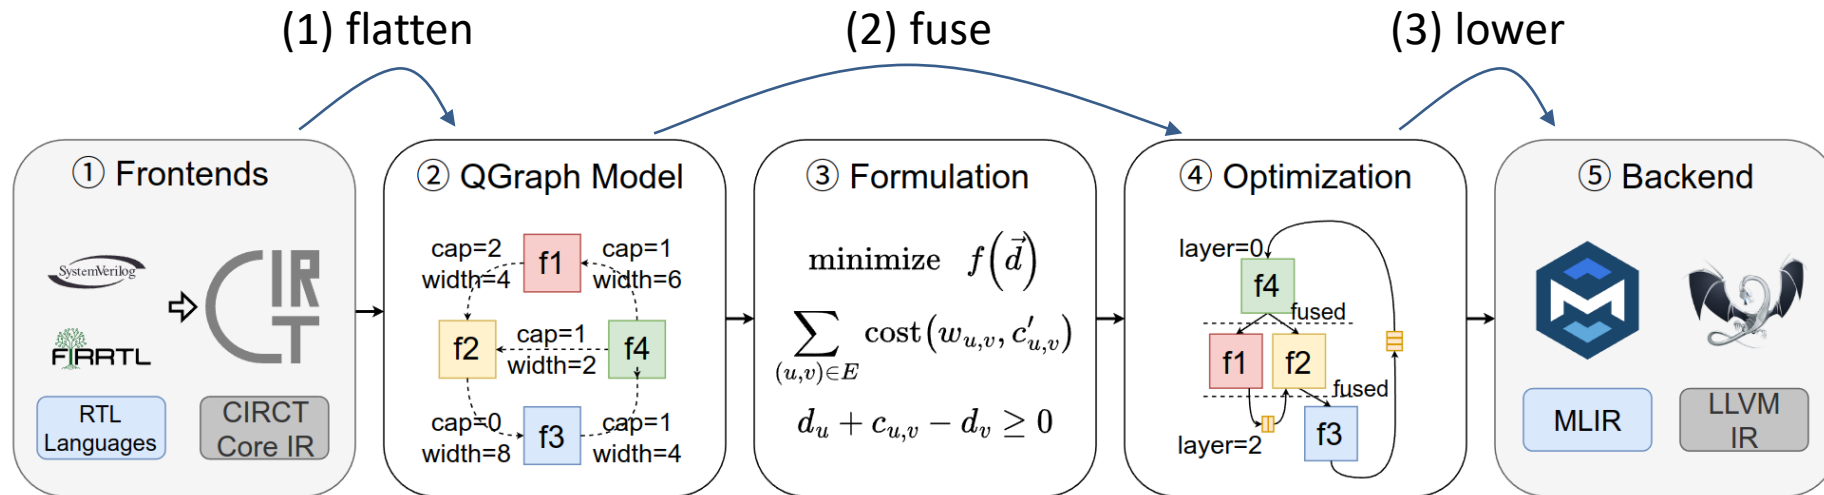 (1) flatten
(2) fuse
(3) lower
① Frontends
SystemVerilog
FIRRTL
CIRCT
RTL
Languages
CIRCT
Core IR
② QGraph Model
cap=2
width=4
f1
cap=1
width=6
f2
cap=1
width=2
f4
cap=0
width=8
f3
cap=1
width=4
③ Formulation
minimize f(d⃗)
∑(u,v)∈E cost(w_{u,v}, c′_{u,v})
d_u + c_{u,v} − d_v ≥ 0
④ Optimization
layer=0
f4
fused
f1
f2
fused
layer=2
f3
⑤ Backend
MLIR
LLVM
IR